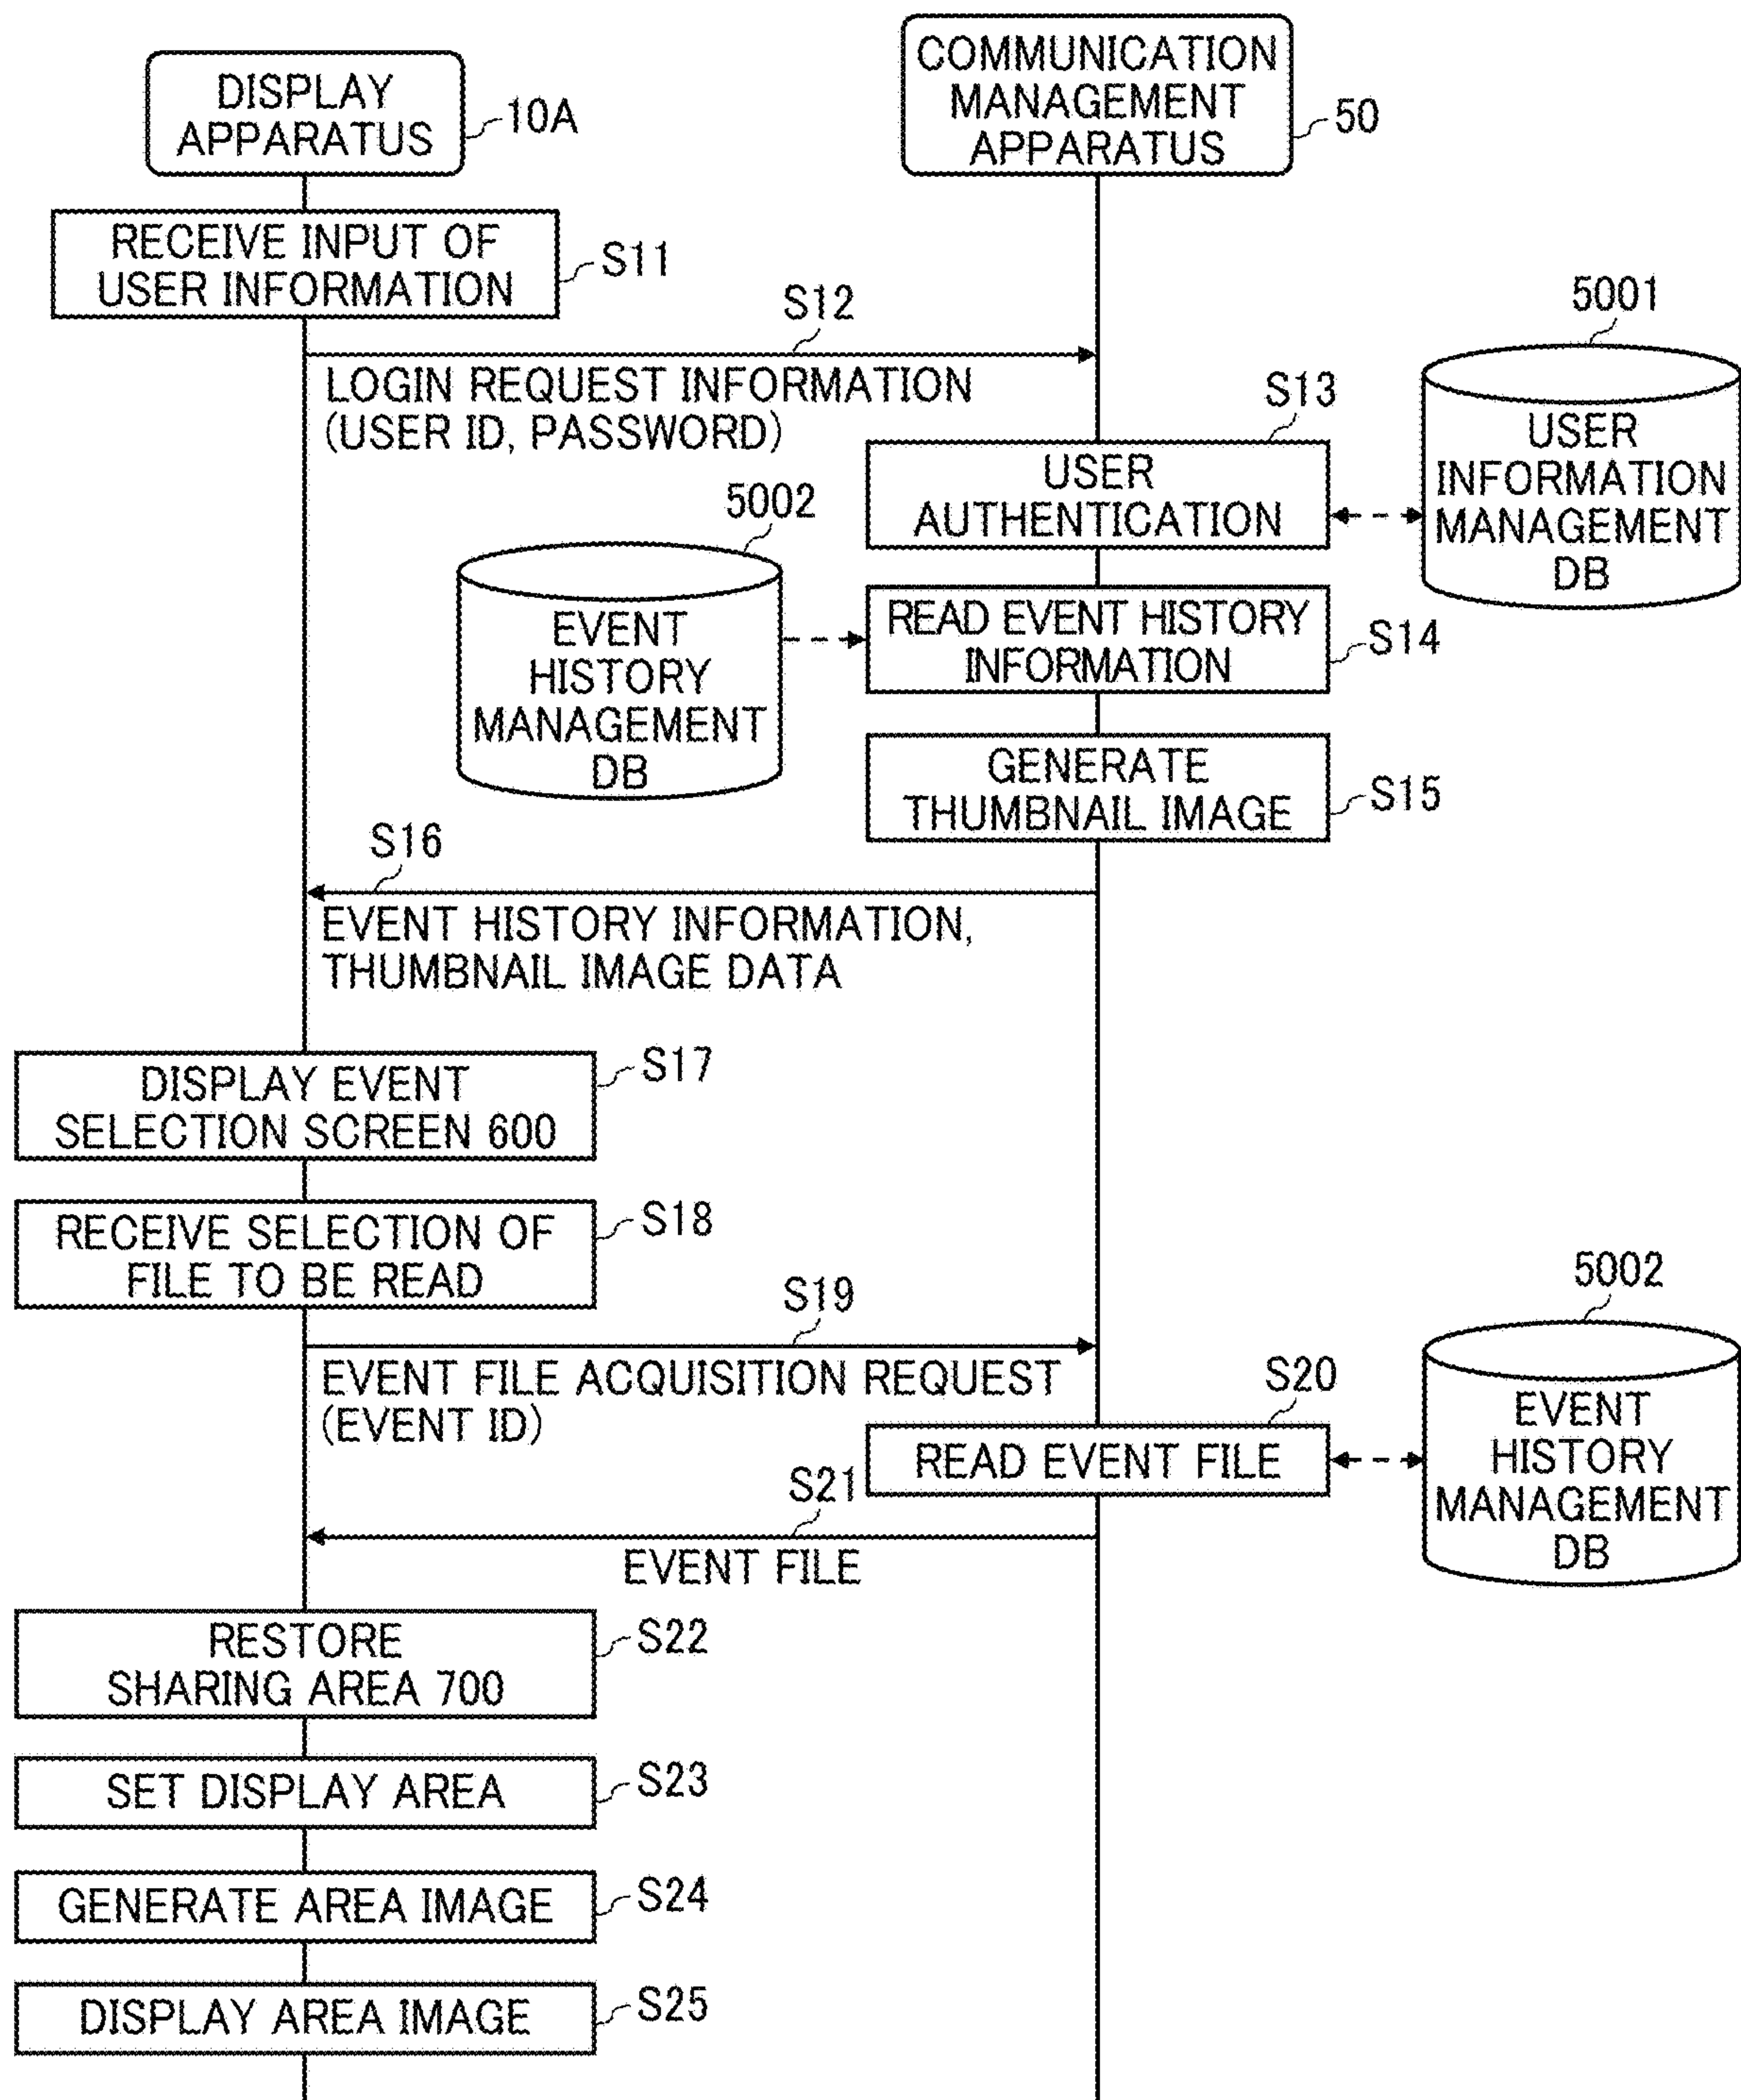 DISPLAY
APPARATUS
10A
COMMUNICATION
MANAGEMENT
APPARATUS
50
RECEIVE INPUT OF
USER INFORMATION
S11
S12
LOGIN REQUEST INFORMATION
(USER ID, PASSWORD)
5001
USER
INFORMATION
MANAGEMENT
DB
S13
USER
AUTHENTICATION
5002
EVENT
HISTORY
MANAGEMENT
DB
READ EVENT HISTORY
INFORMATION
S14
GENERATE
THUMBNAIL IMAGE
S15
S16
EVENT HISTORY INFORMATION,
THUMBNAIL IMAGE DATA
DISPLAY EVENT
SELECTION SCREEN 600
S17
RECEIVE SELECTION OF
FILE TO BE READ
S18
S19
EVENT FILE ACQUISITION REQUEST
(EVENT ID)
5002
EVENT
HISTORY
MANAGEMENT
DB
S20
READ EVENT FILE
S21
EVENT FILE
RESTORE
SHARING AREA 700
S22
SET DISPLAY AREA
S23
GENERATE AREA IMAGE
S24
DISPLAY AREA IMAGE
S25